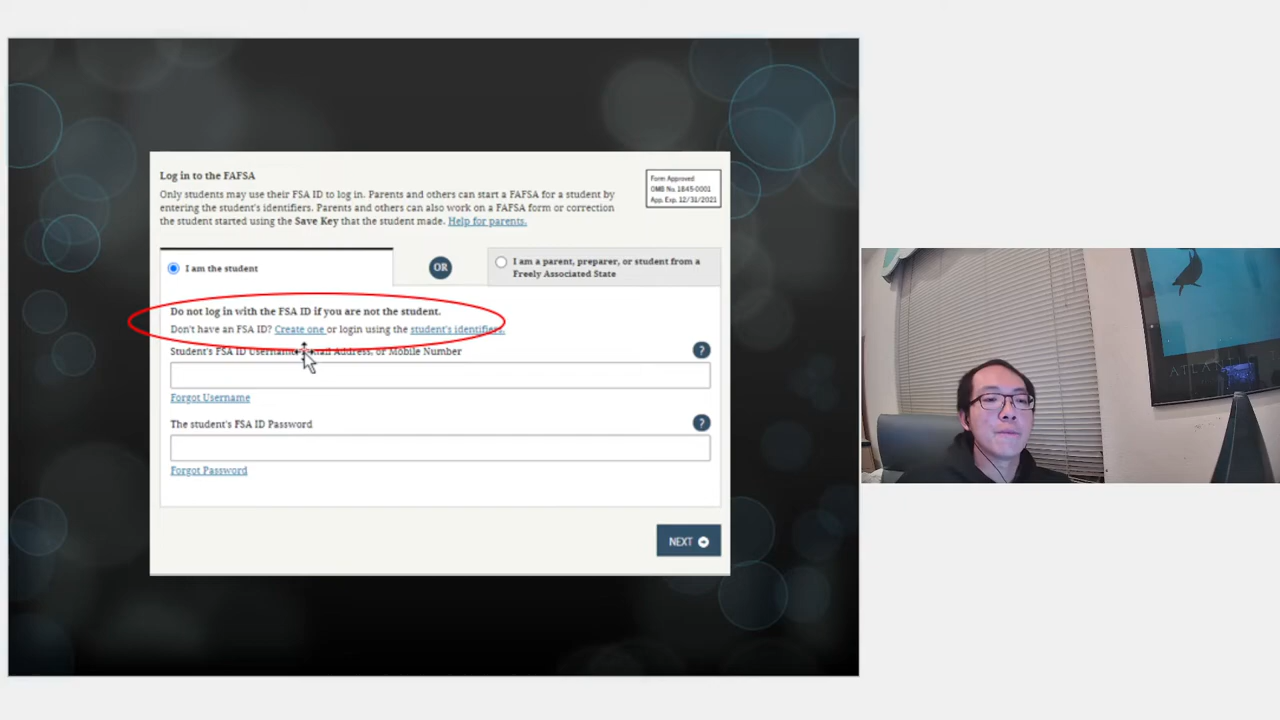 Log in to the FAFSA
Form Approved
OMB No. 1845-0001
App. Exp. 12/31/2021
Only students may use their FSA ID to log in. Parents and others can start a FAFSA for a student by
entering the student's identifiers. Parents and others can also work on a FAFSA form or correction
the student started using the Save Key that the student made. Help for parents.
I am the student
OR
I am a parent, preparer, or student from a
Freely Associated State
Do not log in with the FSA ID if you are not the student.
Don't have an FSA ID? Create one or login using the student's identifiers.
Student's FSA ID Username, Email Address, or Mobile Number
?
Forgot Username
The student's FSA ID Password
?
Forgot Password
NEXT